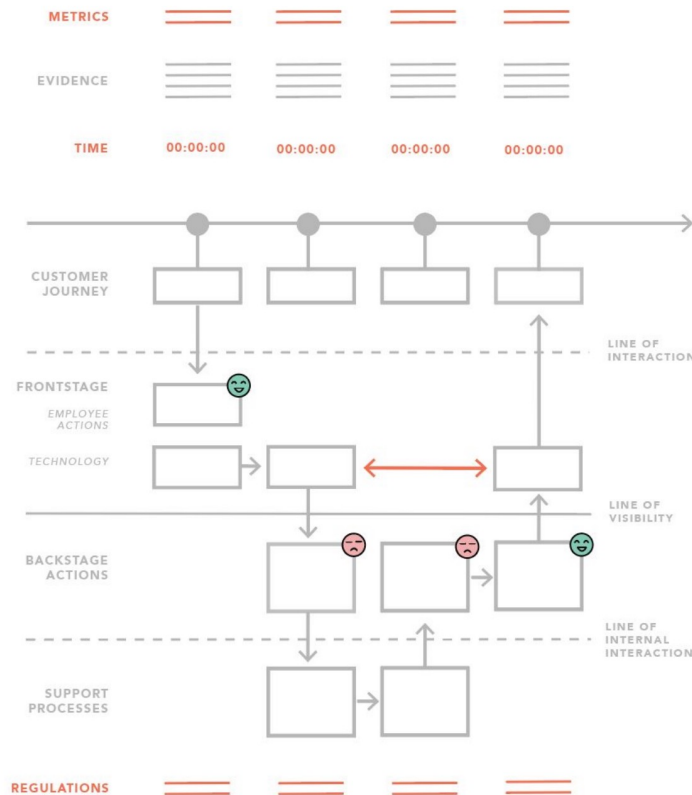 METRICS
EVIDENCE
TIME
00:00:00 00:00:00 00:00:00 00:00:00
CUSTOMER
JOURNEY
LINE OF
INTERACTION
FRONTSTAGE
EMPLOYEE
ACTIONS
TECHNOLOGY
LINE OF
VISIBILITY
BACKSTAGE
ACTIONS
LINE OF
INTERNAL
INTERACTION
SUPPORT
PROCESSES
REGULATIONS